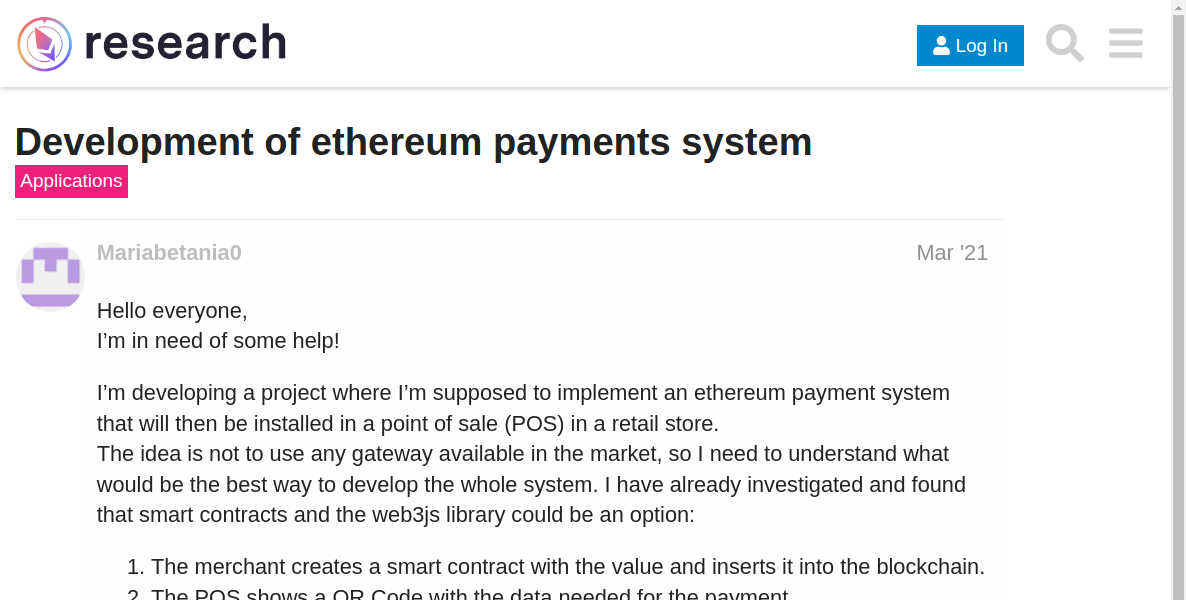 research
Log In
Development of ethereum payments system
Applications
Mariabetania0
Mar '21
Hello everyone,
I’m in need of some help!
I’m developing a project where I’m supposed to implement an ethereum payment system
that will then be installed in a point of sale (POS) in a retail store.
The idea is not to use any gateway available in the market, so I need to understand what
would be the best way to develop the whole system. I have already investigated and found
that smart contracts and the web3js library could be an option:
1. The merchant creates a smart contract with the value and inserts it into the blockchain.
2. The POS shows a QR Code with the data needed for the payment